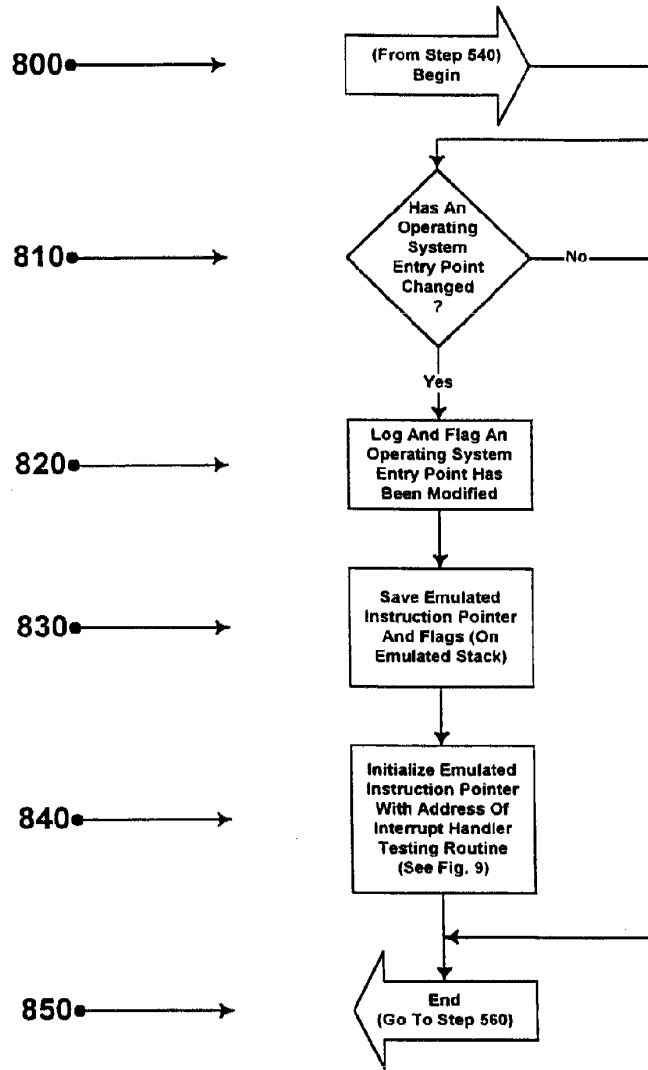 800
(From Step 540)
Begin
810
Has An
Operating
System
Entry Point
Changed
?
No
Yes
820
Log And Flag An
Operating System
Entry Point Has
Been Modified
830
Save Emulated
Instruction Pointer
And Flags (On
Emulated Stack)
840
Initialize Emulated
Instruction Pointer
With Address Of
Interrupt Handler
Testing Routine
(See Fig. 9)
850
End
(Go To Step 560)